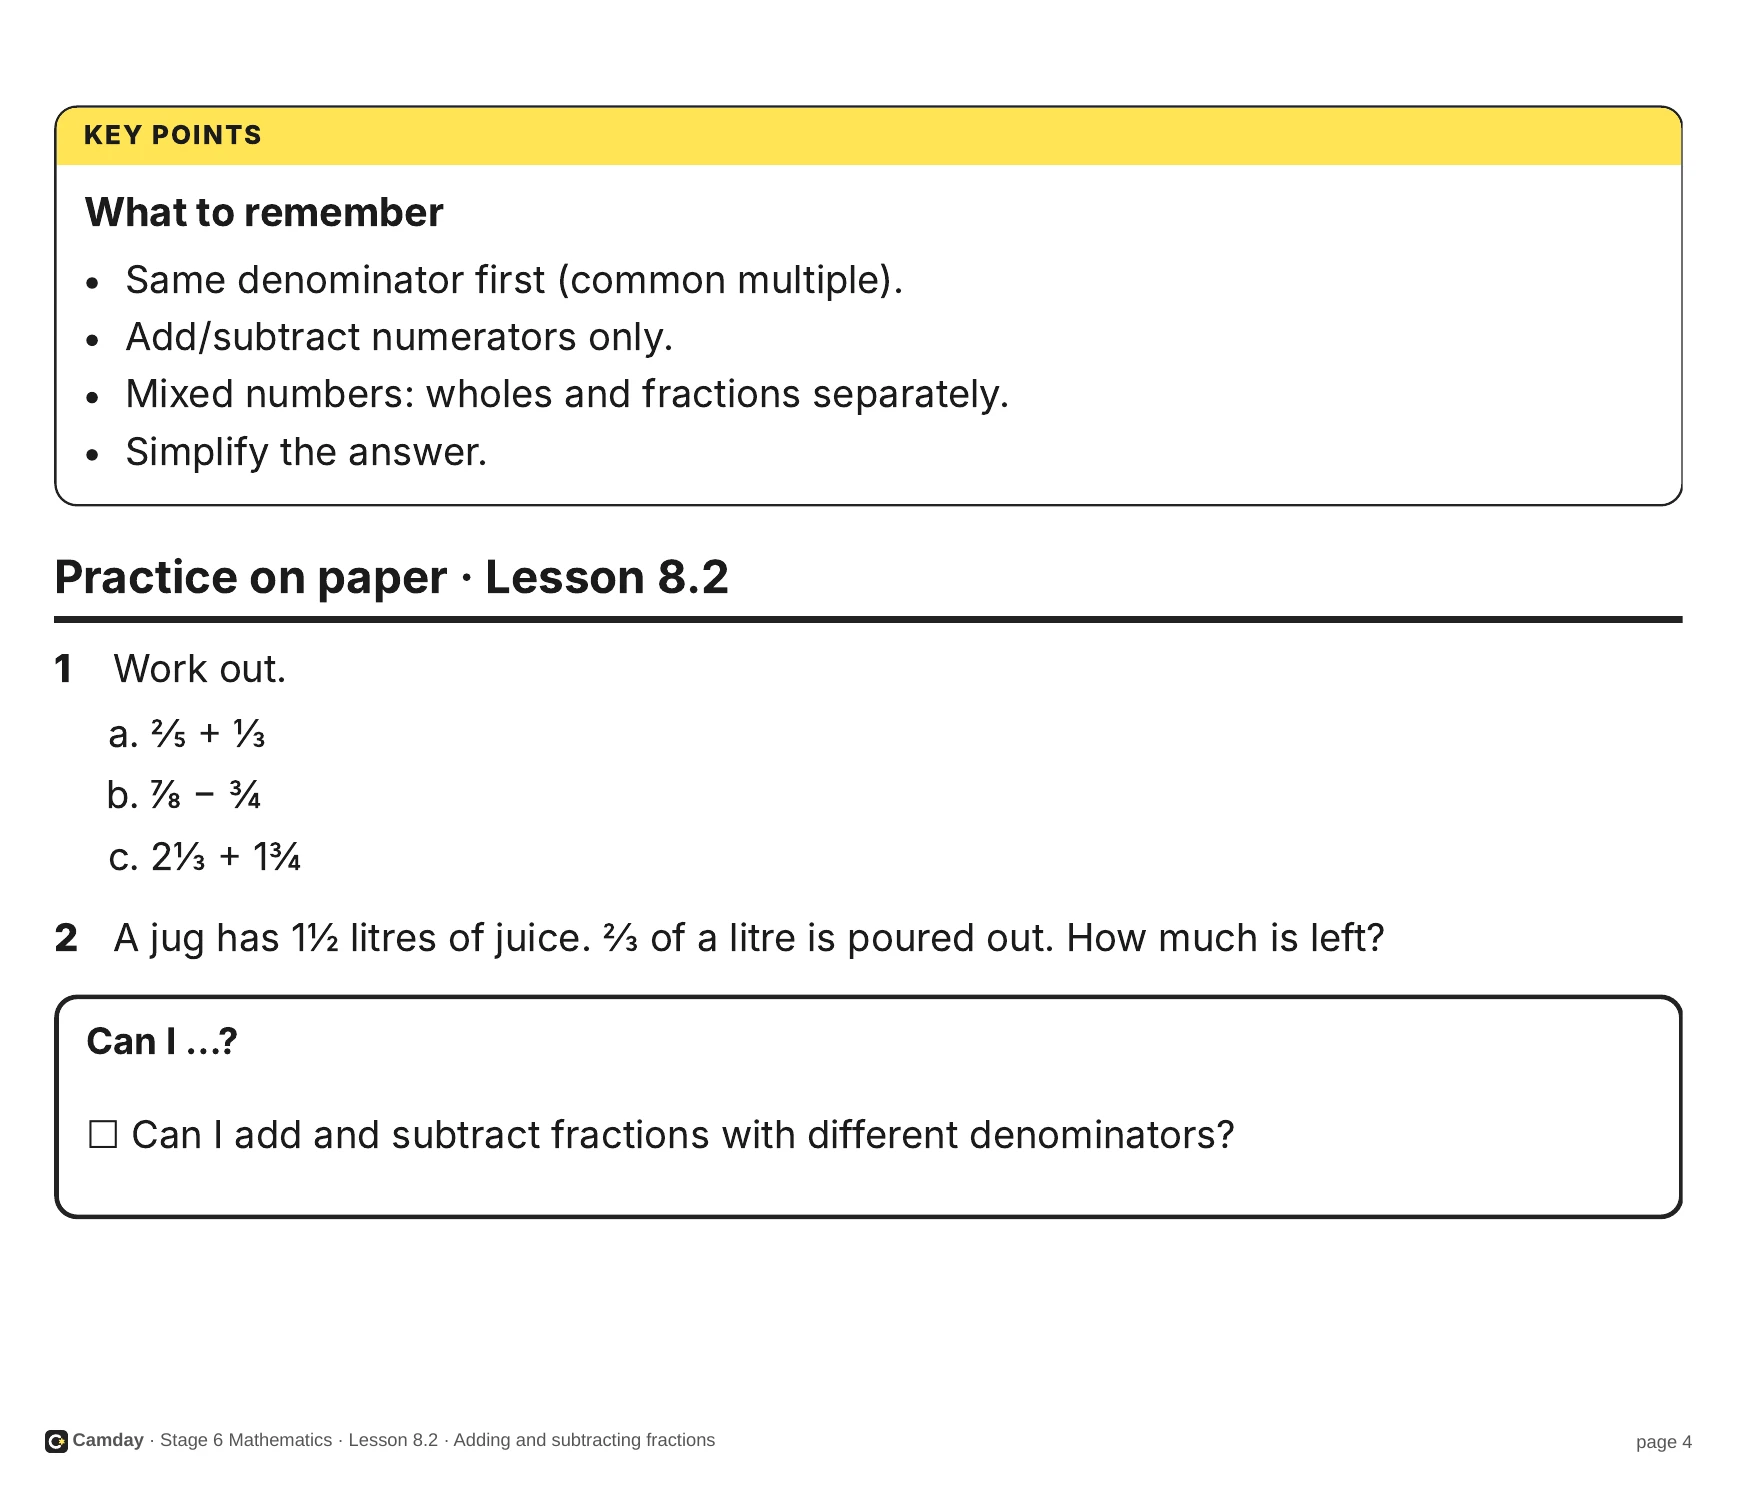 KEY POINTS
What to remember
• Same denominator first (common multiple).
• Add/subtract numerators only.
• Mixed numbers: wholes and fractions separately.
• Simplify the answer.
Practice on paper · Lesson 8.2
1 Work out.
a. ⅖ + ⅓
b. ⅞ − ¾
c. 2⅓ + 1¾
2 A jug has 1½ litres of juice. ⅔ of a litre is poured out. How much is left?
Can I …?
☐ Can I add and subtract fractions with different denominators?
Camday · Stage 6 Mathematics · Lesson 8.2 · Adding and subtracting fractions
page 4